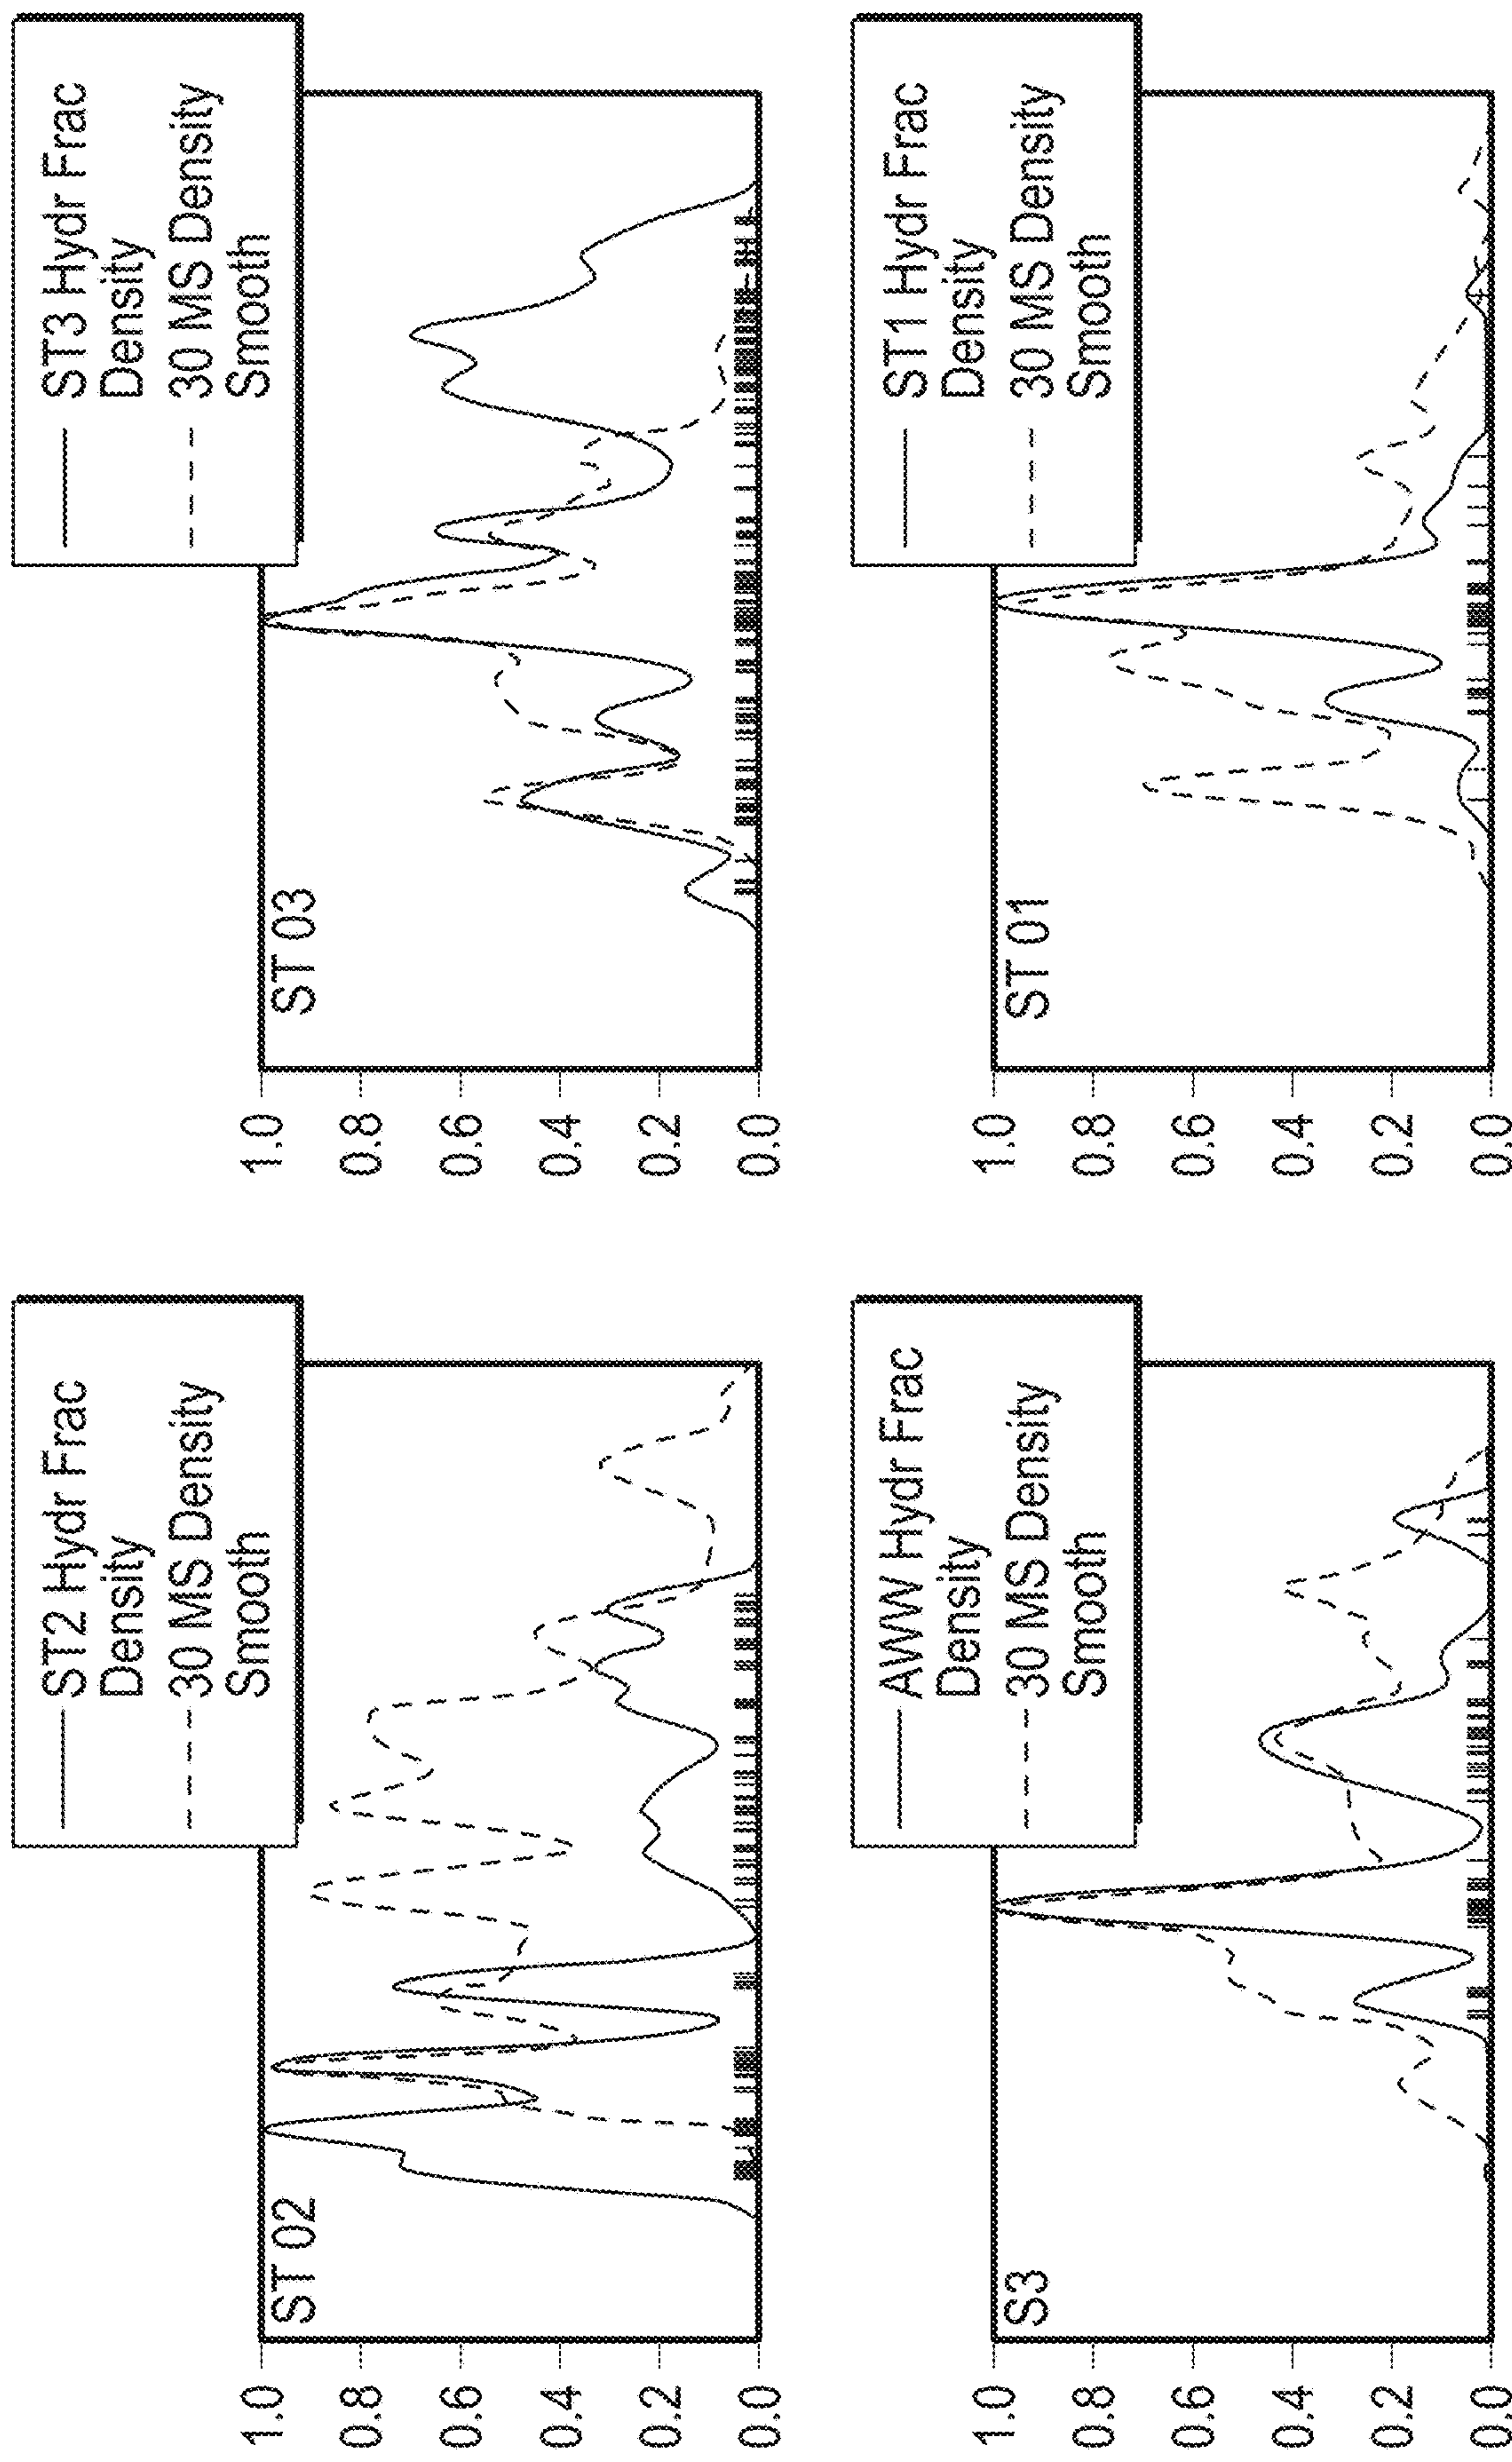 ST2 Hydr Frac
Density
30 MS Density
Smooth
ST 02
1.0
0.8
0.6
0.4
0.2
0.0
ST3 Hydr Frac
Density
30 MS Density
Smooth
ST 03
1.0
0.8
0.6
0.4
0.2
0.0
AWW Hydr Frac
Density
30 MS Density
Smooth
S3
1.0
0.8
0.6
0.4
0.2
0.0
ST1 Hydr Frac
Density
30 MS Density
Smooth
ST 01
1.0
0.8
0.6
0.4
0.2
0.0